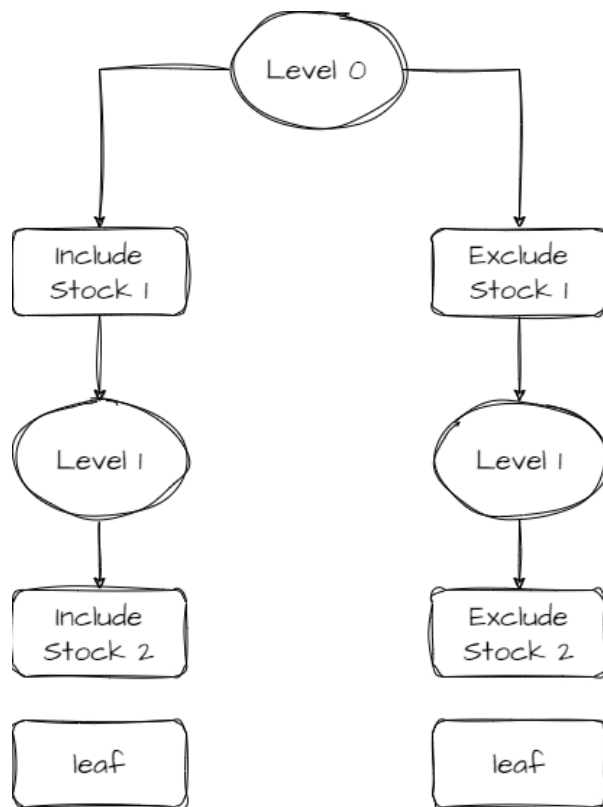 Level 0
Include
Stock 1
Exclude
Stock 1
Level 1
Level 1
Include
Stock 2
Exclude
Stock 2
leaf
leaf